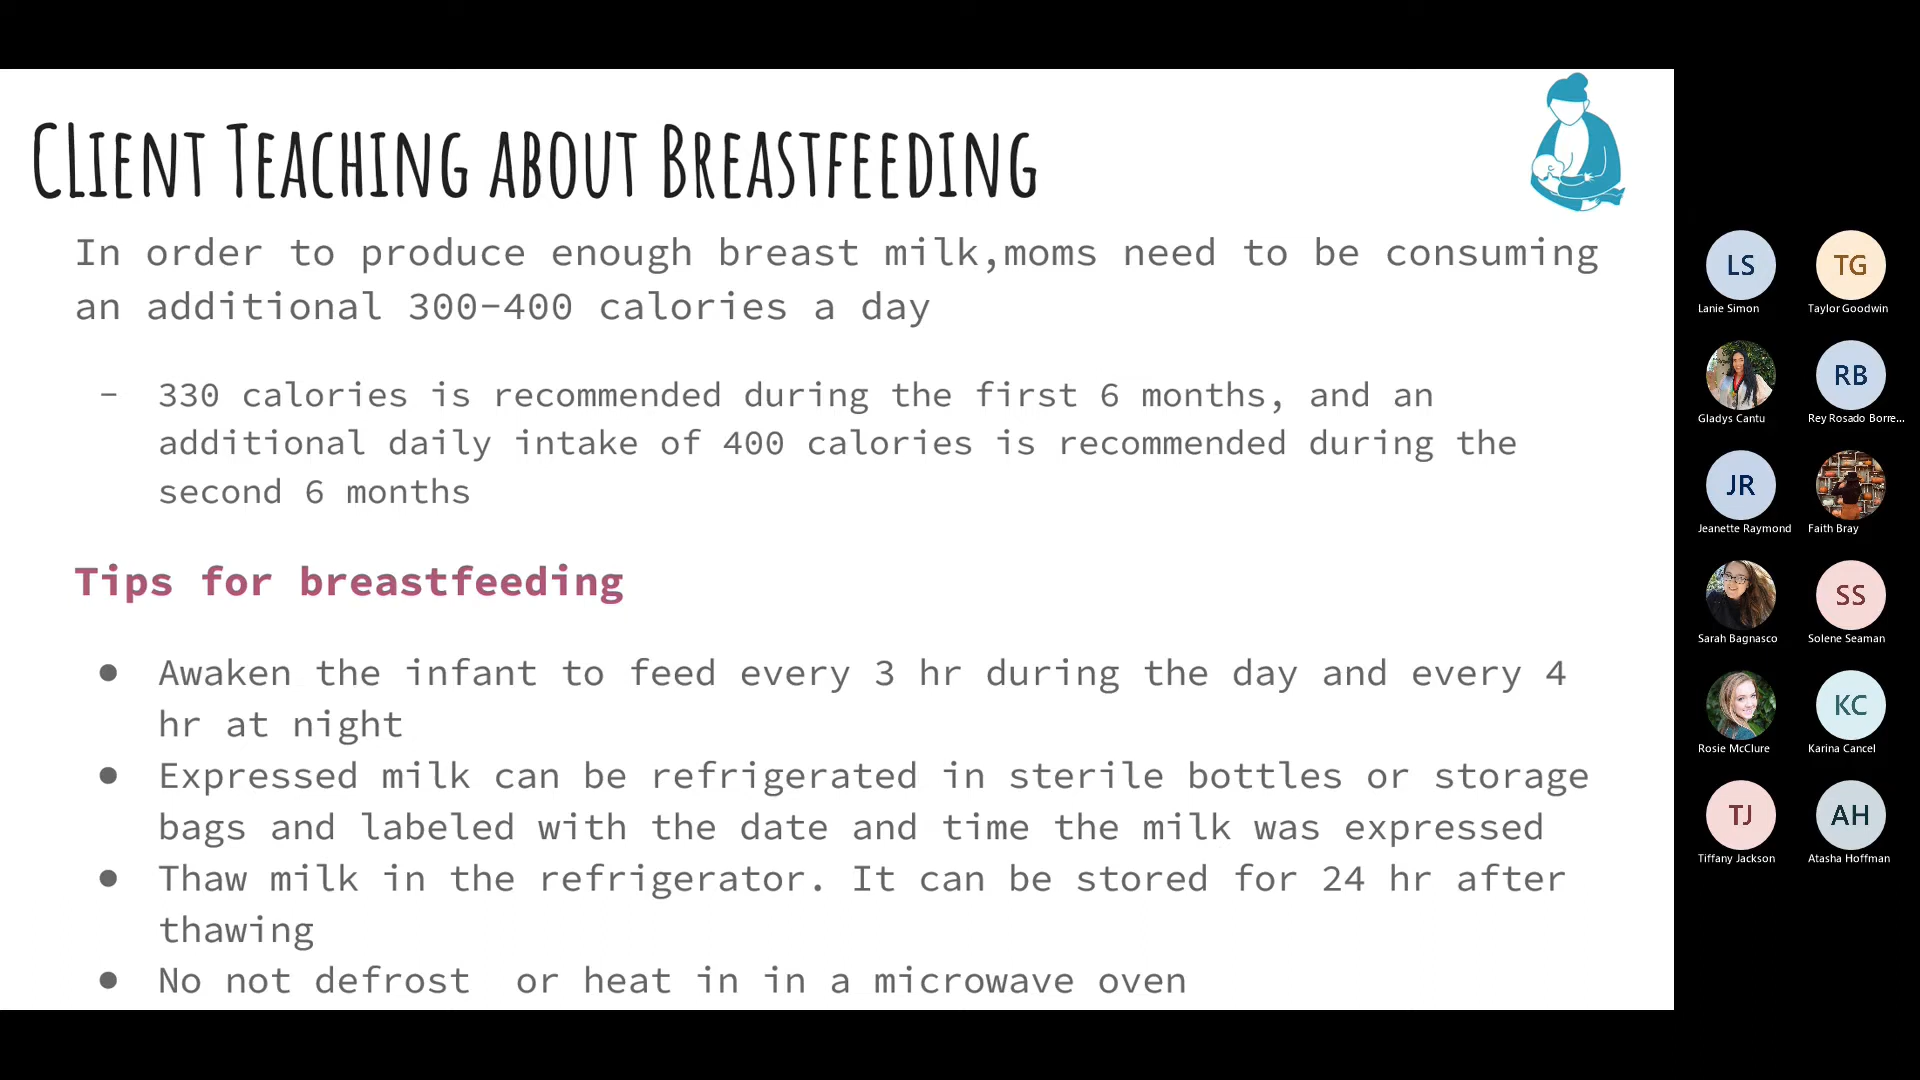 CLIENT TEACHING ABOUT BREASTFEEDING
In order to produce enough breast milk,moms need to be consuming
an additional 300-400 calories a day
- 330 calories is recommended during the first 6 months, and an
additional daily intake of 400 calories is recommended during the
second 6 months
Tips for breastfeeding
● Awaken the infant to feed every 3 hr during the day and every 4
hr at night
● Expressed milk can be refrigerated in sterile bottles or storage
bags and labeled with the date and time the milk was expressed
● Thaw milk in the refrigerator. It can be stored for 24 hr after
thawing
● No not defrost or heat in in a microwave oven
LS
Lanie Simon
TG
Taylor Goodwin
Gladys Cantu
RB
Rey Rosado Borre...
JR
Jeanette Raymond
Faith Bray
Sarah Bagnasco
SS
Solene Seaman
Rosie McClure
KC
Karina Cancel
TJ
Tiffany Jackson
AH
Atasha Hoffman